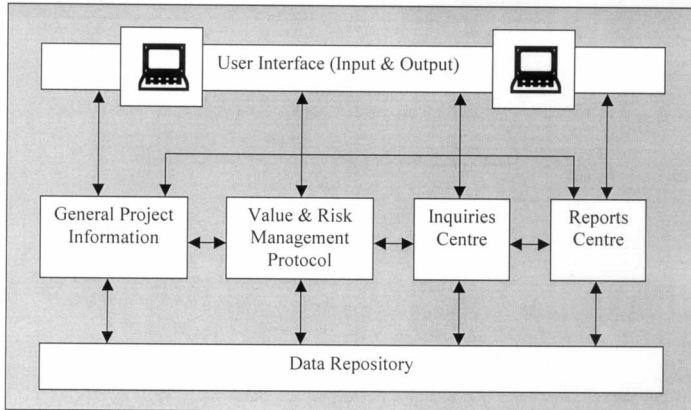 User Interface (Input & Output)
General Project
Information
Value & Risk
Management
Protocol
Inquiries
Centre
Reports
Centre
Data Repository